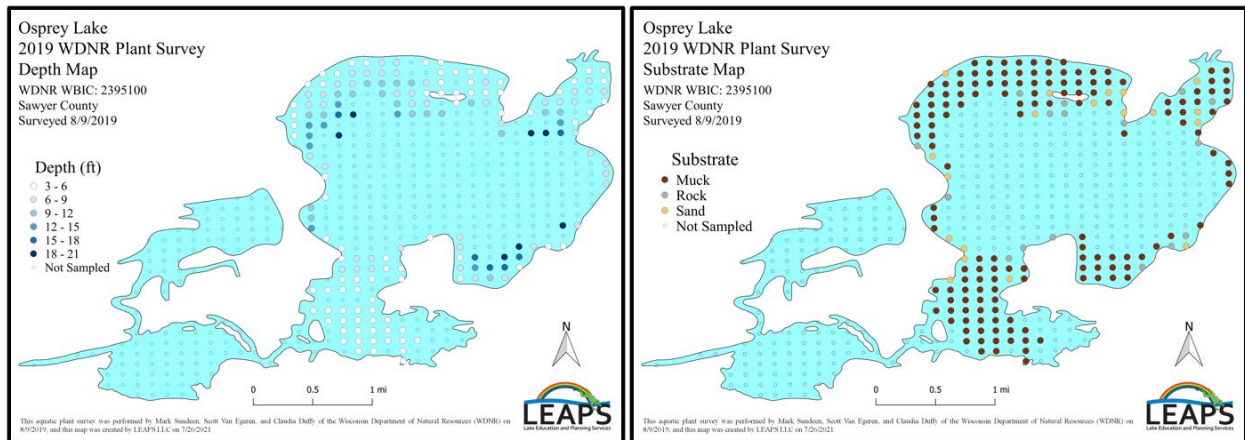 Osprey Lake
2019 WDNR Plant Survey
Depth Map
WDNR WBIC: 2395100
Sawyer County
Surveyed 8/9/2019
Depth (ft)
3 - 6
6 - 9
9 - 12
12 - 15
15 - 18
18 - 21
Not Sampled
N
0 0.5 1 mi
LEAPS
Lake Education and Planning Services
This aquatic plant survey was performed by Mark Sundeen, Scott Van Egeren, and Claudia Duffy of the Wisconsin Department of Natural Resources (WDNR) on
8/9/2019, and this map was created by LEAPS LLC on 7/26/2021.
Osprey Lake
2019 WDNR Plant Survey
Substrate Map
WDNR WBIC: 2395100
Sawyer County
Surveyed 8/9/2019
Substrate
Muck
Rock
Sand
Not Sampled
N
0 0.5 1 mi
LEAPS
Lake Education and Planning Services
This aquatic plant survey was performed by Mark Sundeen, Scott Van Egeren, and Claudia Duffy of the Wisconsin Department of Natural Resources (WDNR) on
8/9/2019, and this map was created by LEAPS LLC on 7/26/2021.